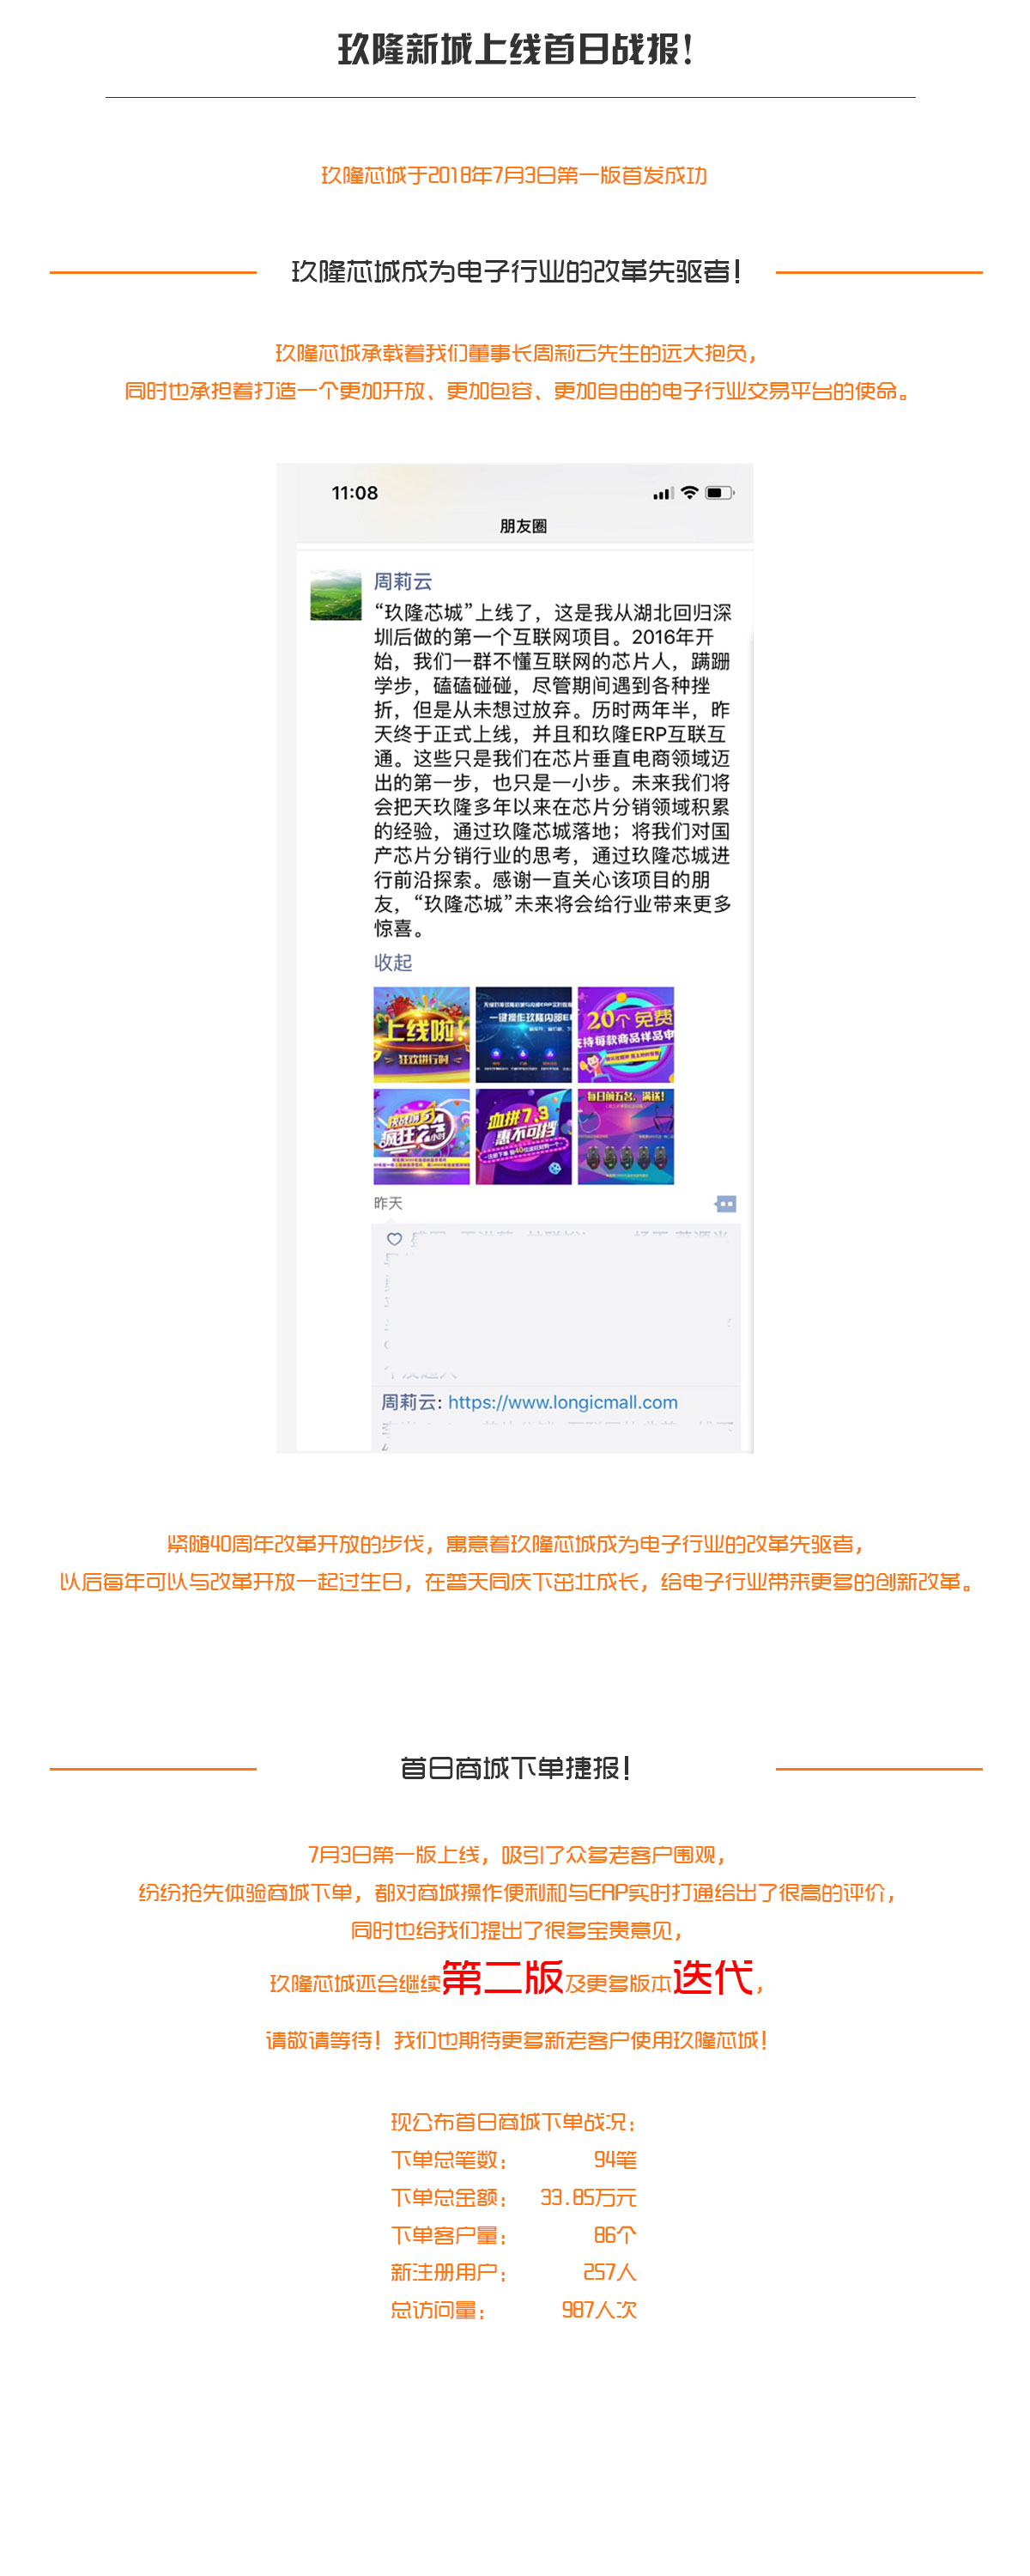 玖隆新城上线首日战报！
玖隆芯城于2018年7月3日第一版首发成功
玖隆芯城成为电子行业的改革先驱者！
玖隆芯城承载着我们董事长周莉云先生的远大抱负，
同时也承担着打造一个更加开放、更加包容、更加自由的电子行业交易平台的使命。
11:08
朋友圈
周莉云
“玖隆芯城”上线了，这是我从湖北回归深
圳后做的第一个互联网项目。2016年开
始，我们一群不懂互联网的芯片人，蹒跚
学步，磕磕碰碰，尽管期间遇到各种挫
折，但是从未想过放弃。历时两年半，昨
天终于正式上线，并且和玖隆ERP互联互
通。这些只是我们在芯片垂直电商领域迈
出的第一步，也只是一小步。未来我们将
会把天玖隆多年以来在芯片分销领域积累
的经验，通过玖隆芯城落地；将我们对国
产芯片分销行业的思考，通过玖隆芯城进
行前沿探索。感谢一直关心该项目的朋
友，“玖隆芯城”未来将会给行业带来更多
惊喜。
收起
上线啦！
狂欢进行时
一键操作玖隆内部E
20个免费
支持每款商品样品申
疯狂
血拼7.3
惠不可挡
每日前五名，满送！
昨天
周莉云: https://www.longicmall.com
紧随40周年改革开放的步伐，寓意着玖隆芯城成为电子行业的改革先驱者，
以后每年可以与改革开放一起过生日，在普天同庆下茁壮成长，给电子行业带来更多的创新改革。
首日商城下单捷报！
7月3日第一版上线，吸引了众多老客户围观，
纷纷抢先体验商城下单，都对商城操作便利和与ERP实时打通给出了很高的评价，
同时也给我们提出了很多宝贵意见，
玖隆芯城还会继续第二版及更多版本迭代，
请敬请等待！我们也期待更多新老客户使用玖隆芯城！
现公布首日商城下单战况：
下单总笔数： 94笔
下单总金额： 33.85万元
下单客户量： 86个
新注册用户： 257人
总访问量： 987人次